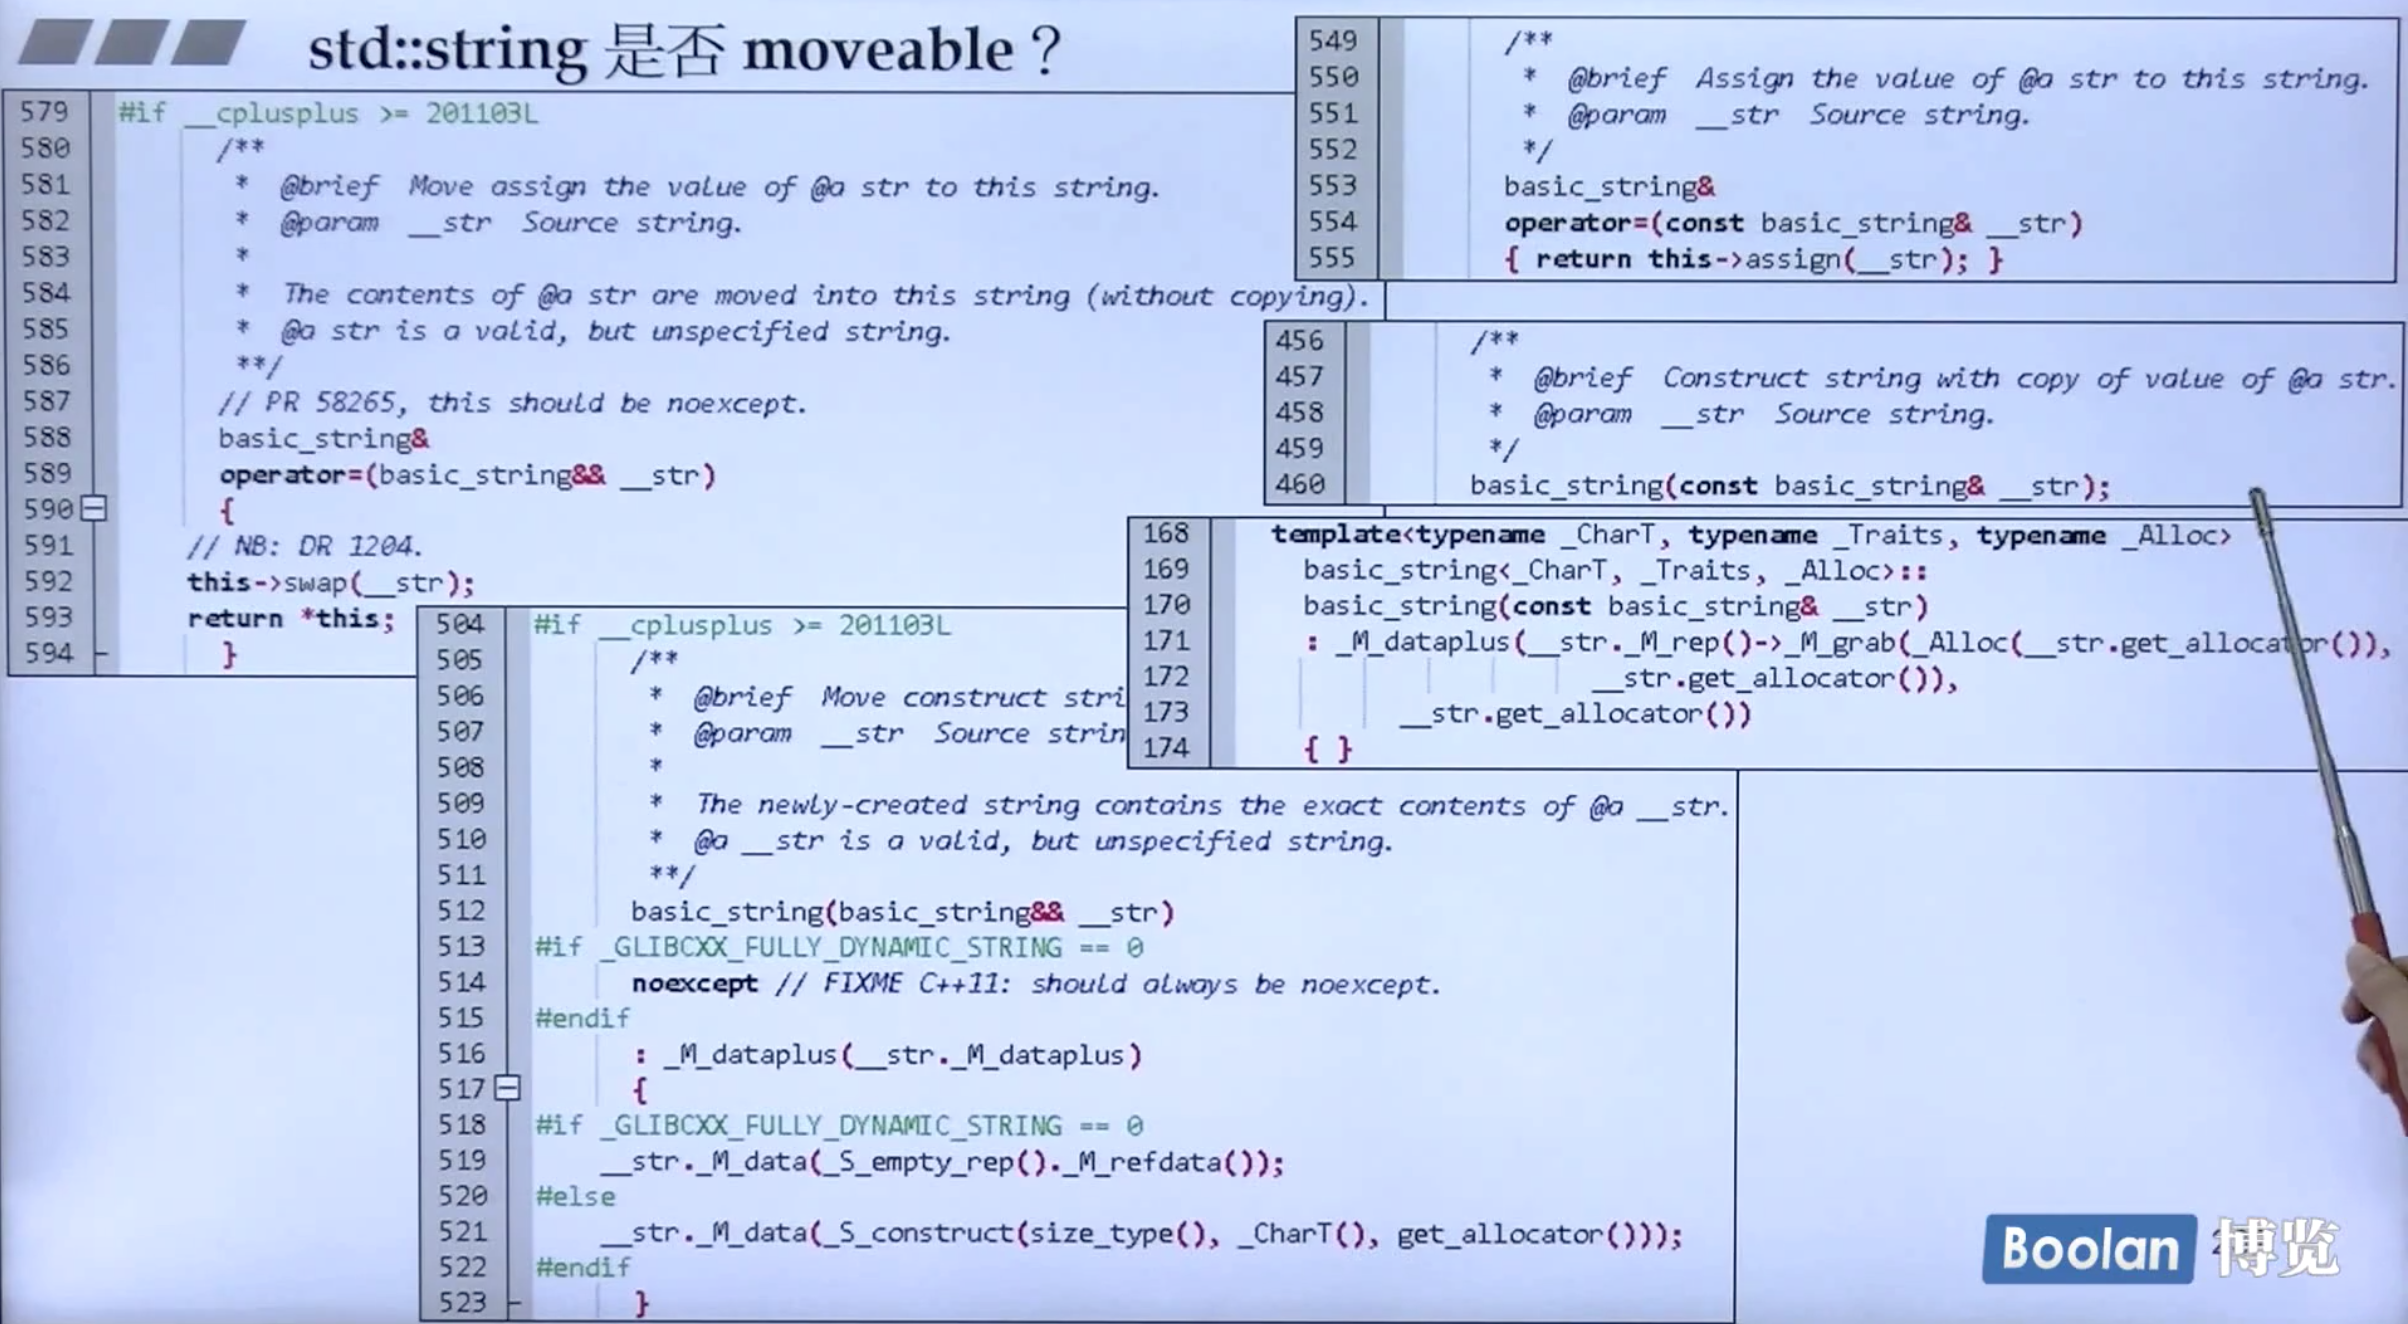 std::string 是否 moveable？
579 #if __cplusplus >= 201103L
580 /**
581 * @brief Move assign the value of @a str to this string.
582 * @param __str Source string.
583 *
584 * The contents of @a str are moved into this string (without copying).
585 * @a str is a valid, but unspecified string.
586 **/
587 // PR 58265, this should be noexcept.
588 basic_string&
589 operator=(basic_string&& __str)
590 {
591 // NB: DR 1204.
592 this->swap(__str);
593 return *this;
594 }
549 /**
550 * @brief Assign the value of @a str to this string.
551 * @param __str Source string.
552 */
553 basic_string&
554 operator=(const basic_string& __str)
555 { return this->assign(__str); }
456 /**
457 * @brief Construct string with copy of value of @a str.
458 * @param __str Source string.
459 */
460 basic_string(const basic_string& __str);
168 template<typename _CharT, typename _Traits, typename _Alloc>
169 basic_string<_CharT, _Traits, _Alloc>::
170 basic_string(const basic_string& __str)
171 : _M_dataplus(__str._M_rep()->_M_grab(_Alloc(__str.get_allocator()),
172 __str.get_allocator()),
173 __str.get_allocator())
174 { }
504 #if __cplusplus >= 201103L
505 /**
506 * @brief Move construct stri
507 * @param __str Source strin
508 *
509 * The newly-created string contains the exact contents of @a __str.
510 * @a __str is a valid, but unspecified string.
511 **/
512 basic_string(basic_string&& __str)
513 #if _GLIBCXX_FULLY_DYNAMIC_STRING == 0
514 noexcept // FIXME C++11: should always be noexcept.
515 #endif
516 : _M_dataplus(__str._M_dataplus)
517 {
518 #if _GLIBCXX_FULLY_DYNAMIC_STRING == 0
519 __str._M_data(_S_empty_rep()._M_refdata());
520 #else
521 __str._M_data(_S_construct(size_type(), _CharT(), get_allocator()));
522 #endif
523 }
Boolan 博览